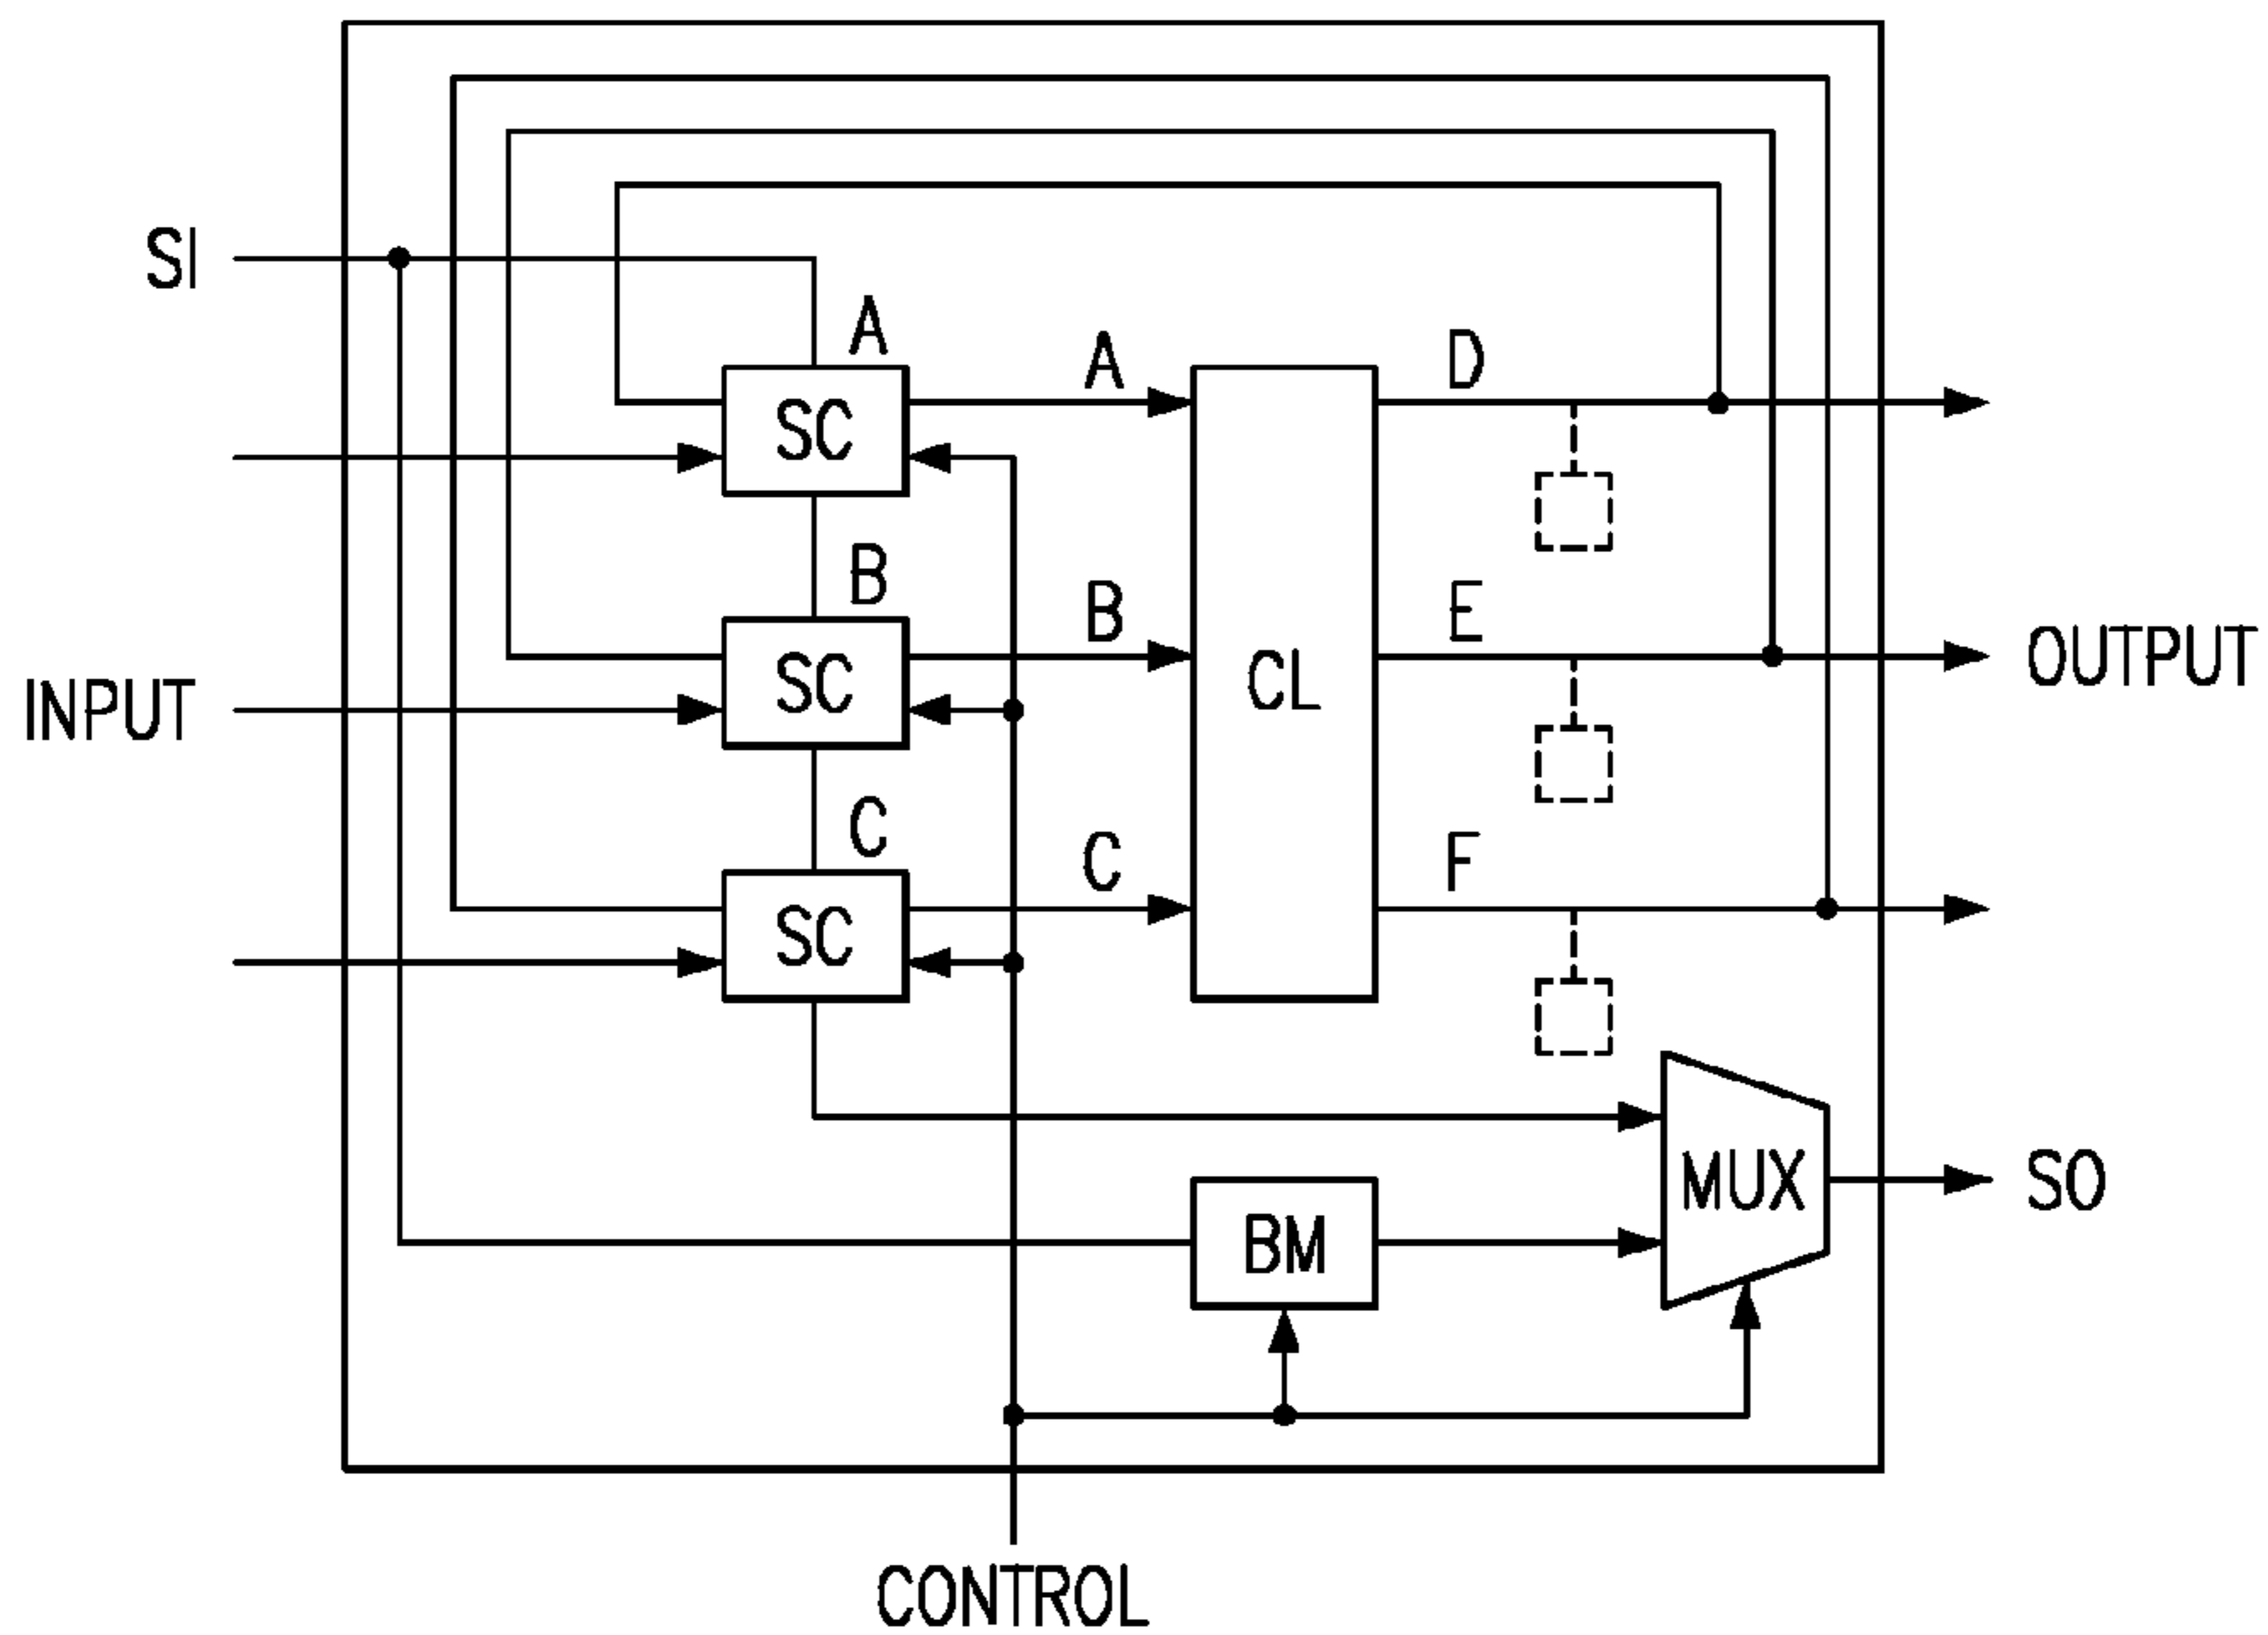 SI
A
A
D
SC
B
B
E
SC
CL
OUTPUT
INPUT
C
C
F
SC
MUX
SO
BM
CONTROL